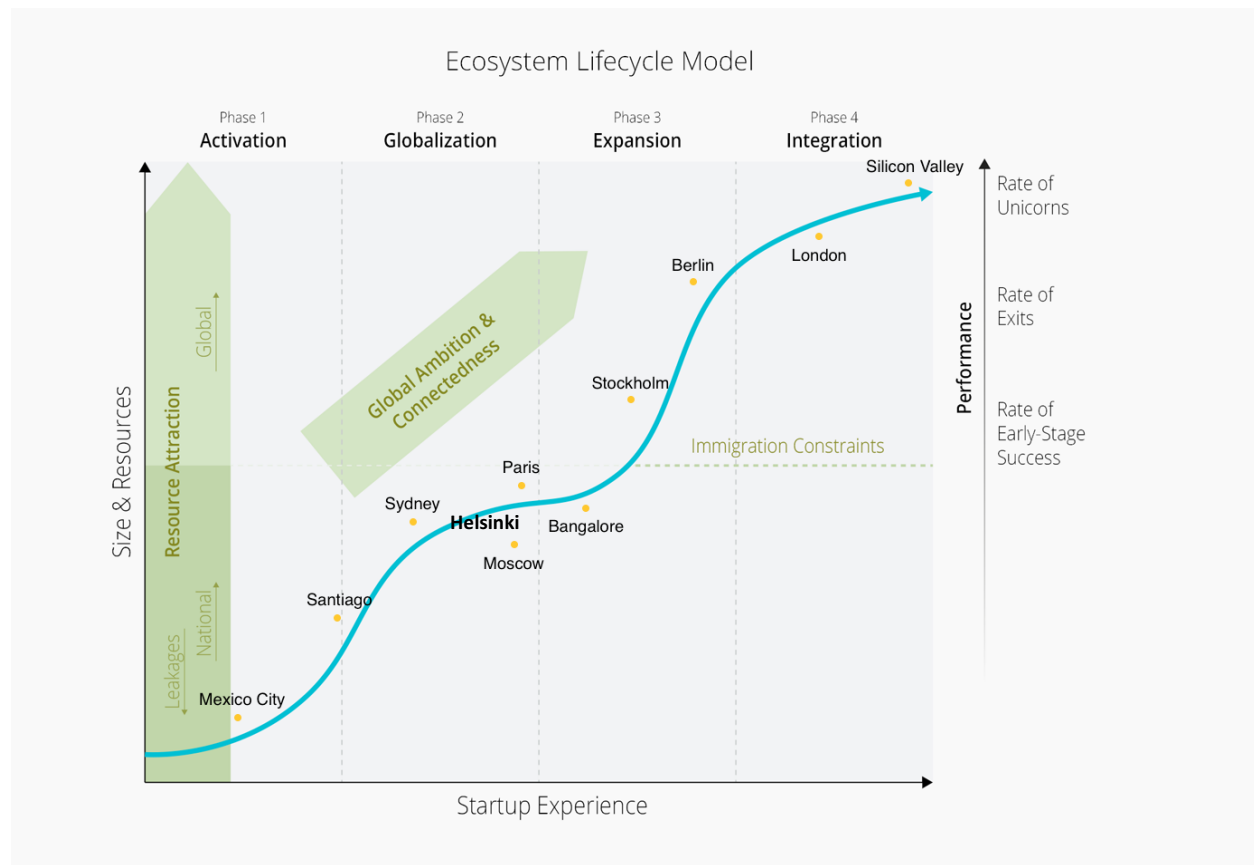 Ecosystem Lifecycle Model
Phase 1
Activation
Phase 2
Globalization
Phase 3
Expansion
Phase 4
Integration
Silicon Valley
London
Berlin
Stockholm
Immigration Constraints
Paris
Sydney
Helsinki
Bangalore
Moscow
Santiago
Mexico City
Global Ambition &
Connectedness
Resource Attraction
Global
National
Leakages
Size & Resources
Startup Experience
Performance
Rate of
Unicorns
Rate of
Exits
Rate of
Early-Stage
Success